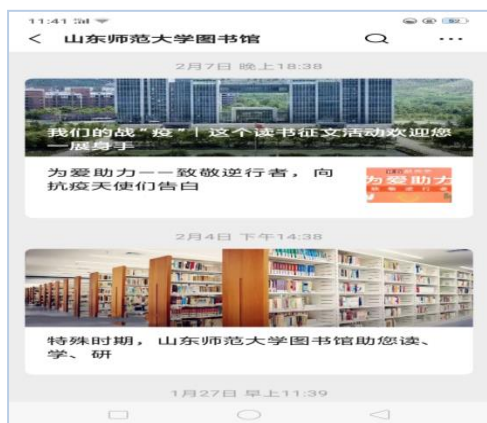 11:41
山东师范大学图书馆
2月7日 晚上18:38
我们的战“疫”｜这个读书征文活动欢迎您
一展身手
为爱助力——致敬逆行者，向
抗疫天使们告白
为爱助力
致敬逆行者
2月4日 下午14:38
特殊时期，山东师范大学图书馆助您读、
学、研
1月27日 早上11:39